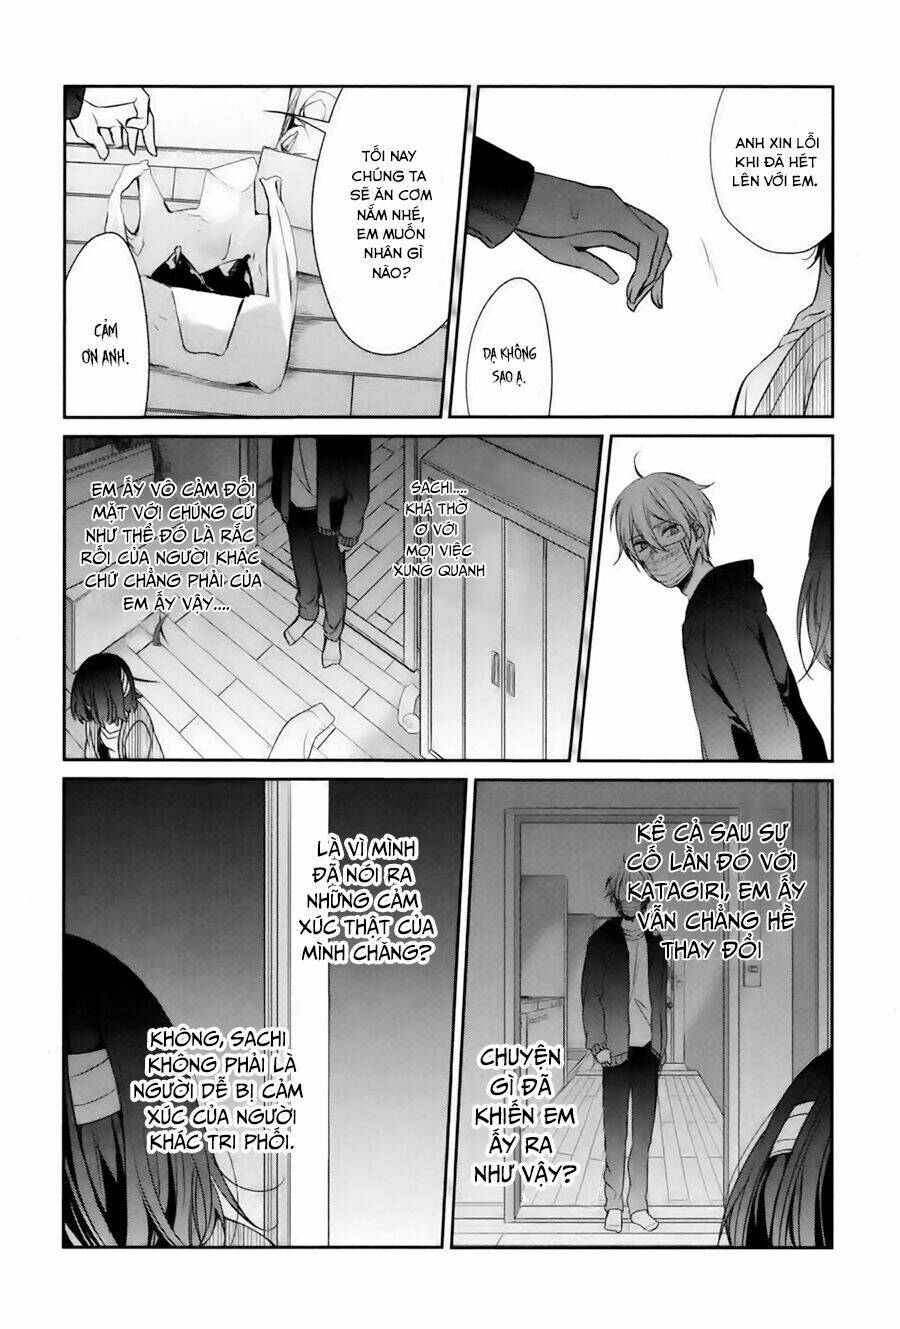 ANH XIN LỖI
KHI ĐÃ HÉT
LÊN VỚI EM.
DẠ KHÔNG
SAO Ạ.
TỐI NAY
CHÚNG TA
SẼ ĂN CƠM
NẮM NHÉ,
EM MUỐN
NHÂN GÌ
NÀO?
CẢM
ƠN ANH.
SACHI....
KHÁ THỜ
Ơ VỚI
MỌI VIỆC
XUNG QUANH
EM ẤY VÔ CẢM ĐỐI
MẶT VỚI CHÚNG CỨ
NHƯ THỂ ĐÓ LÀ RẮC
RỐI CỦA NGƯỜI KHÁC
CHỨ CHẲNG PHẢI CỦA
EM ẤY VẬY....
KỂ CẢ SAU SỰ
CỐ LẦN ĐÓ VỚI
KATAGIRI, EM ẤY
VẪN CHẲNG HỀ
THAY ĐỔI
CHUYỆN
GÌ ĐÃ
KHIẾN EM
ẤY RA
NHƯ VẬY?
LÀ VÌ MÌNH
ĐÃ NÓI RA
NHỮNG CẢM
XÚC THẬT CỦA
MÌNH CHĂNG?
KHÔNG, SACHI
KHÔNG PHẢI LÀ
NGƯỜI DỄ BỊ CẢM
XÚC CỦA NGƯỜI
KHÁC TRI PHỐI.